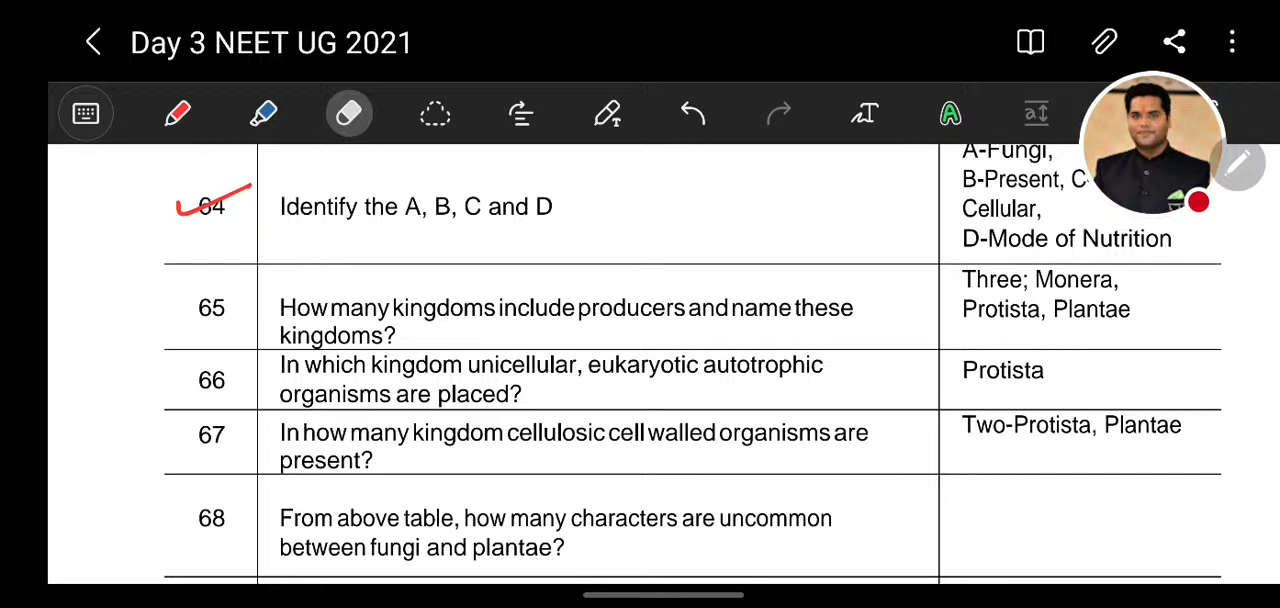 Day 3 NEET UG 2021
A-Fungi,
B-Present, C-
64
Identify the A, B, C and D
Cellular,
D-Mode of Nutrition
65
How many kingdoms include producers and name these
kingdoms?
Three; Monera,
Protista, Plantae
66
In which kingdom unicellular, eukaryotic autotrophic
organisms are placed?
Protista
67
In how many kingdom cellulosic cell walled organisms are
present?
Two-Protista, Plantae
68
From above table, how many characters are uncommon
between fungi and plantae?